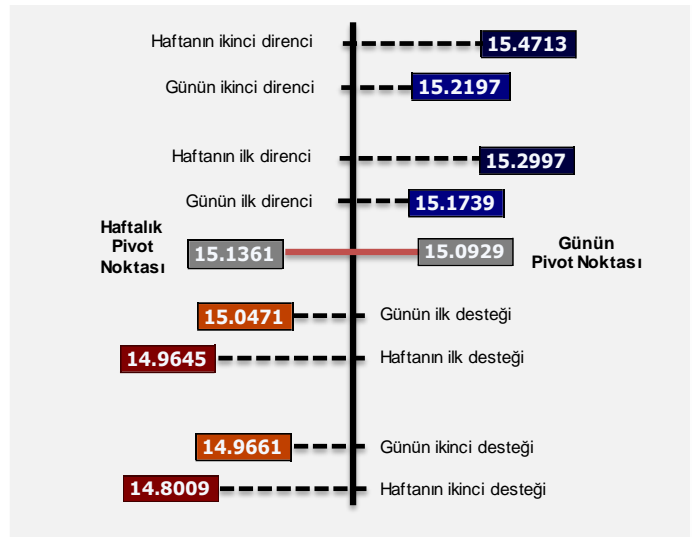 Haftanın ikinci direnci 15.4713
Günün ikinci direnci 15.2197
Haftanın ilk direnci 15.2997
Günün ilk direnci 15.1739
Haftalık
Pivot
Noktası
15.1361
15.0929
Günün
Pivot Noktası
15.0471 Günün ilk desteği
14.9645 Haftanın ilk desteği
14.9661 Günün ikinci desteği
14.8009 Haftanın ikinci desteği